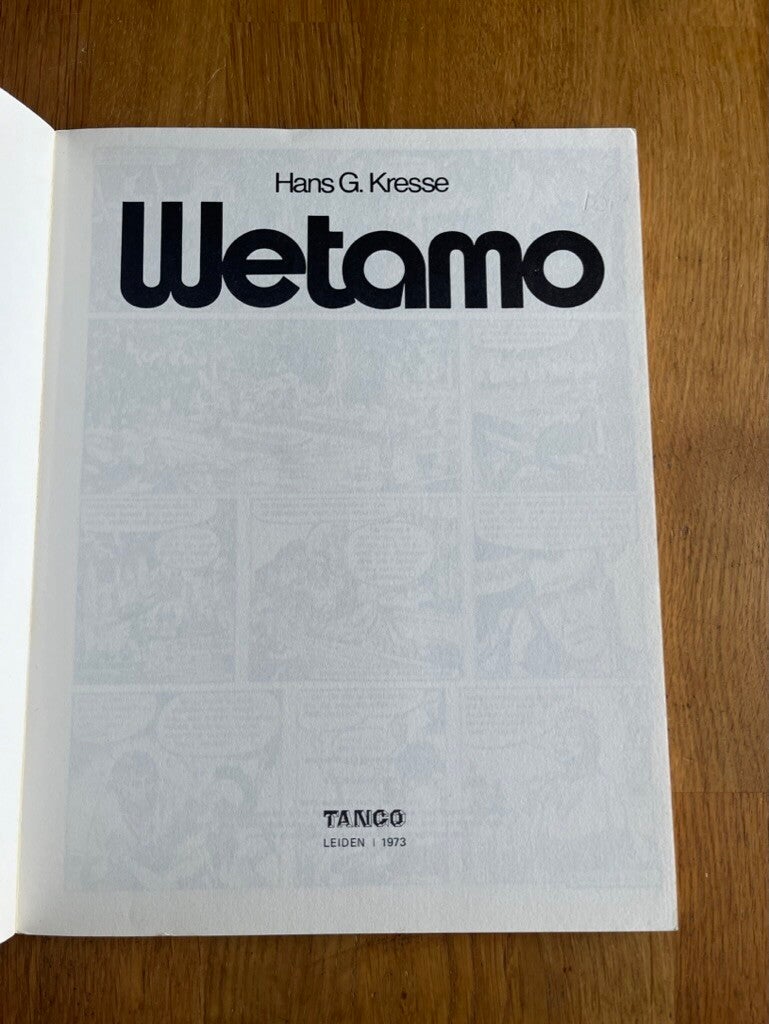 Hans G. Kresse
Wetamo
TANGO
LEIDEN | 1973